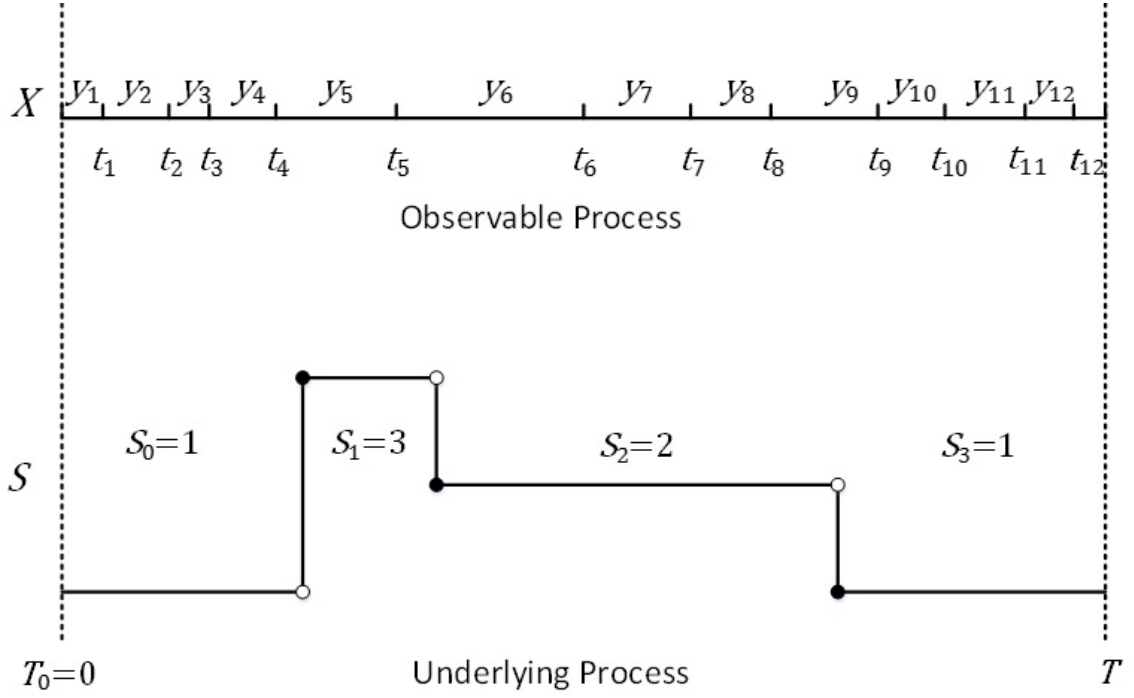 X y₁ y₂ y₃ y₄ y₅ y₆ y₇ y₈ y₉ y₁₀ y₁₁ y₁₂
t₁ t₂ t₃ t₄ t₅ t₆ t₇ t₈ t₉ t₁₀ t₁₁ t₁₂
Observable Process
S₀=1 S₁=3 S₂=2 S₃=1
S
T₀=0 Underlying Process T